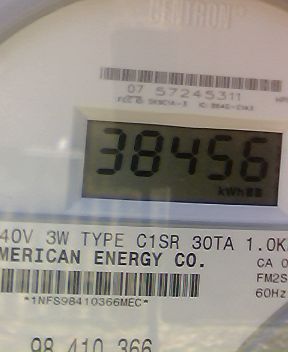 CENTRON
07 57245311
38456
kWh
40V 3W TYPE C1SR 30TA 1.0K
MERICAN ENERGY CO.
CA 0
FM2S
60Hz
*1NFS98410366MEC*
98 410 366